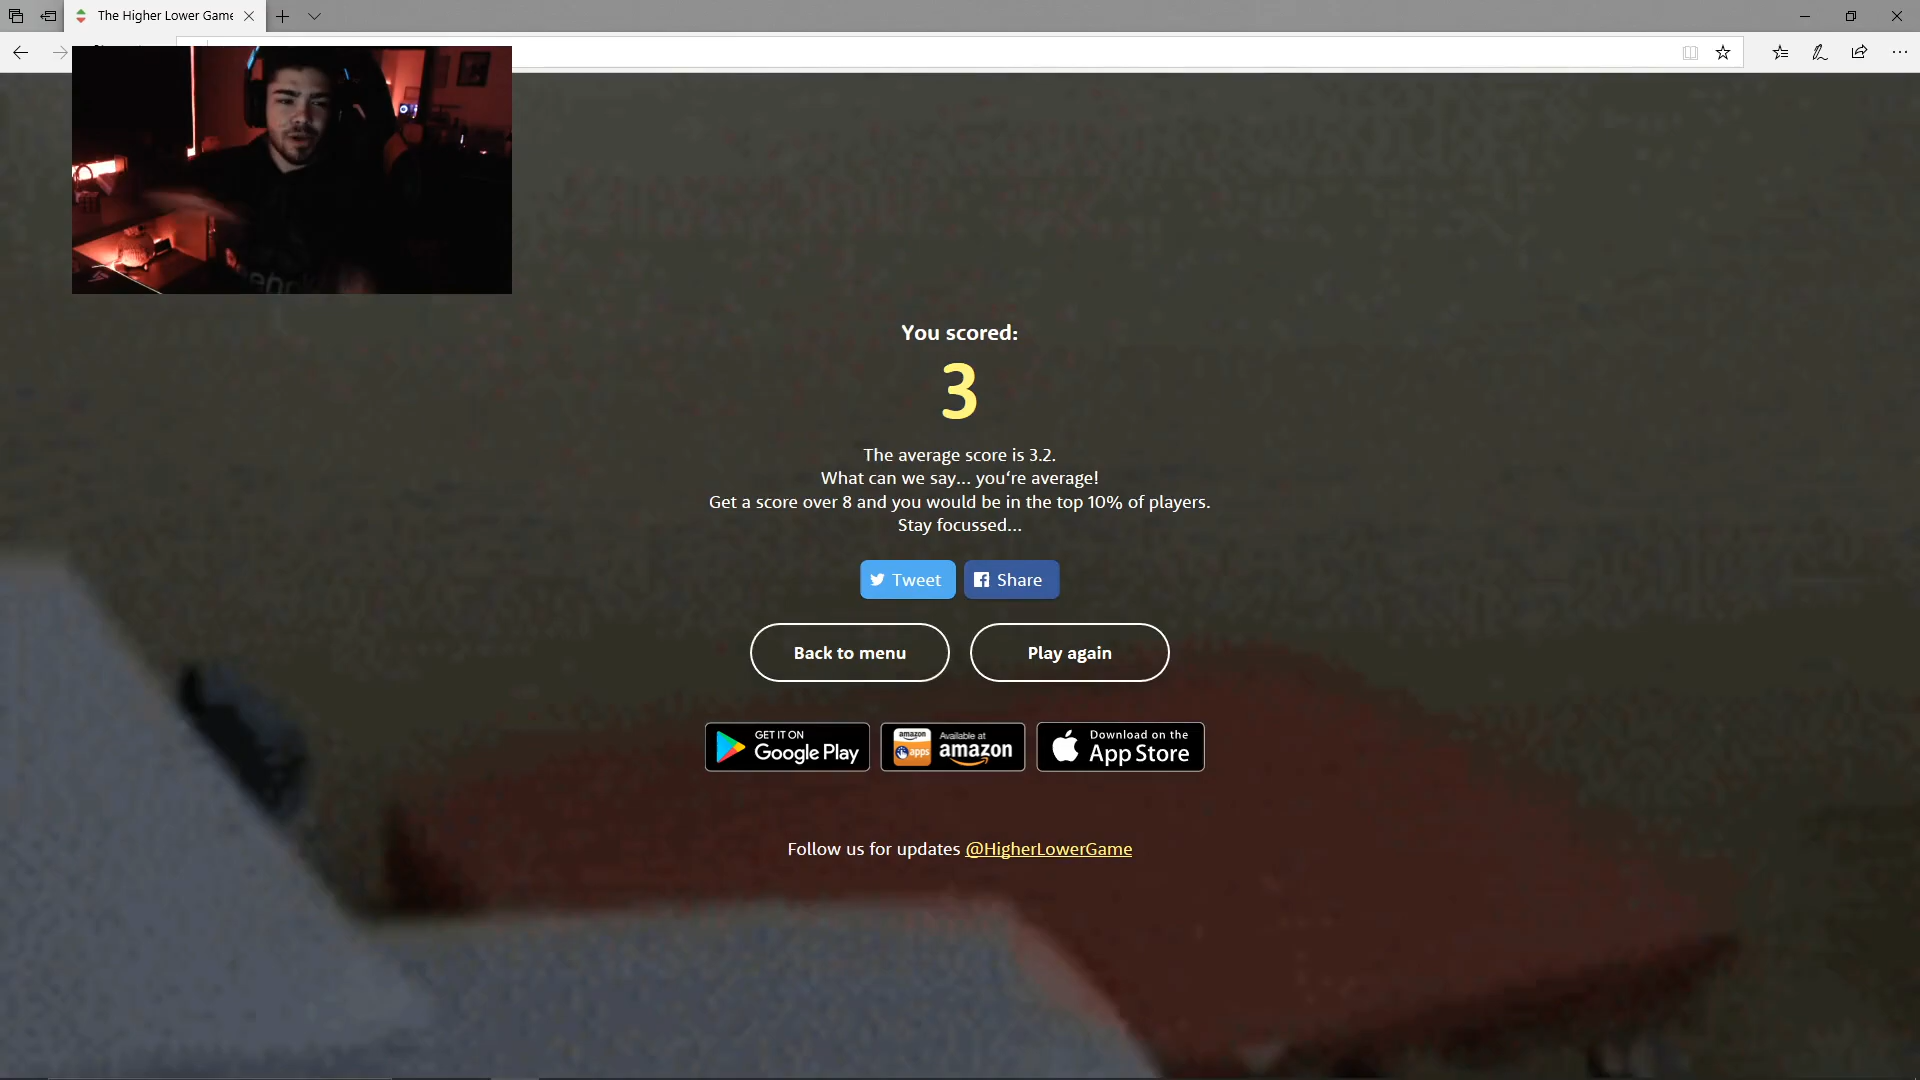 The Higher Lower Game
You scored:
3
The average score is 3.2.
What can we say... you're average!
Get a score over 8 and you would be in the top 10% of players.
Stay focussed...
Tweet
Share
Back to menu
Play again
GET IT ON
Google Play
amazon
apps
Available at
amazon
Download on the
App Store
Follow us for updates @HigherLowerGame